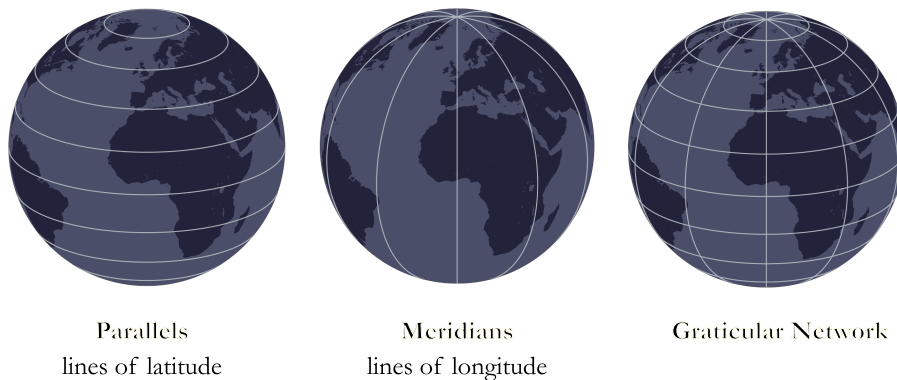 Parallels
lines of latitude
Meridians
lines of longitude
Graticular Network